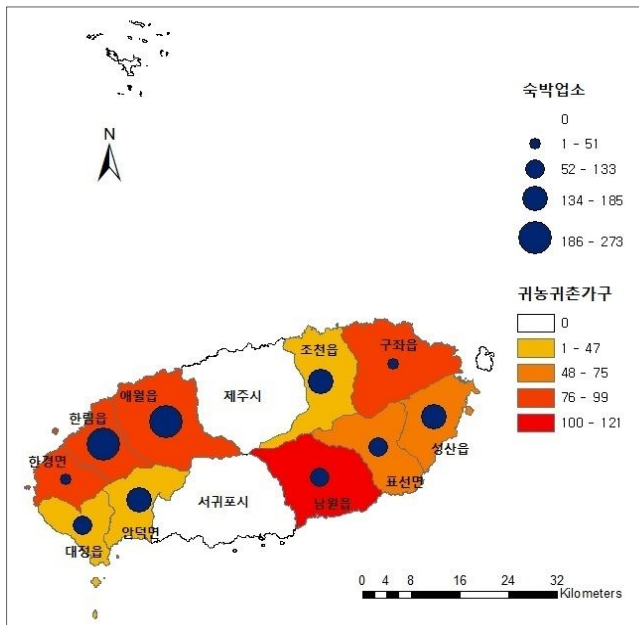 N
숙박업소
0
1 - 51
52 - 133
134 - 185
186 - 273
귀농귀촌가구
0
1 - 47
48 - 75
76 - 99
100 - 121
조천읍
구좌읍
애월읍
제주시
한림읍
성산읍
한경면
표선면
서귀포시
남원읍
대정읍
암덕면
0 4 8 16 24 32
Kilometers